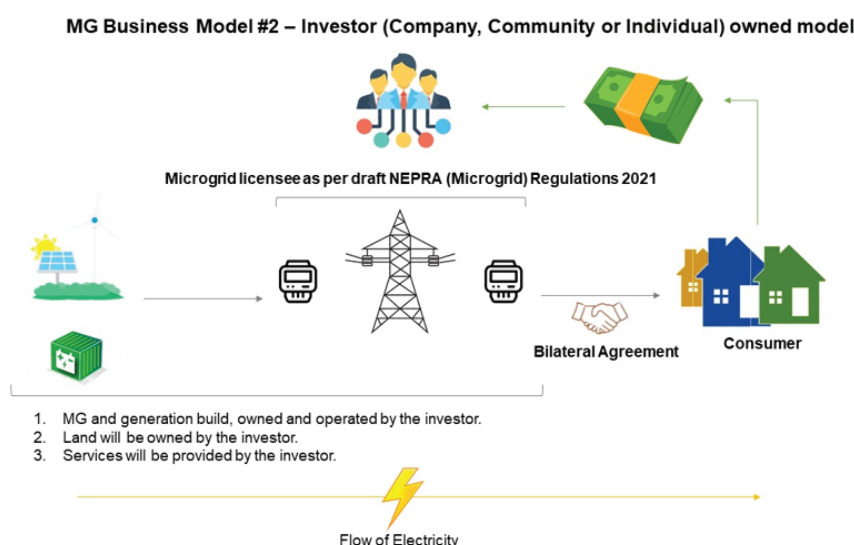 MG Business Model #2 – Investor (Company, Community or Individual) owned model
Microgrid licensee as per draft NEPRA (Microgrid) Regulations 2021
Bilateral Agreement
Consumer
1. MG and generation build, owned and operated by the investor.
2. Land will be owned by the investor.
3. Services will be provided by the investor.
Flow of Electricity